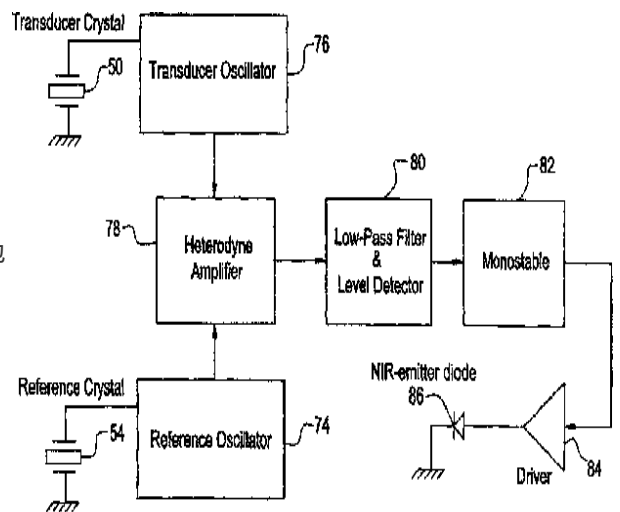 Transducer Crystal
50
Transducer Oscillator
76
78
Heterodyne
Amplifier
80
Low-Pass Filter
&
Level Detector
82
Monostable
Reference Crystal
54
Reference Oscillator
74
NIR-emitter diode
86
Driver
84